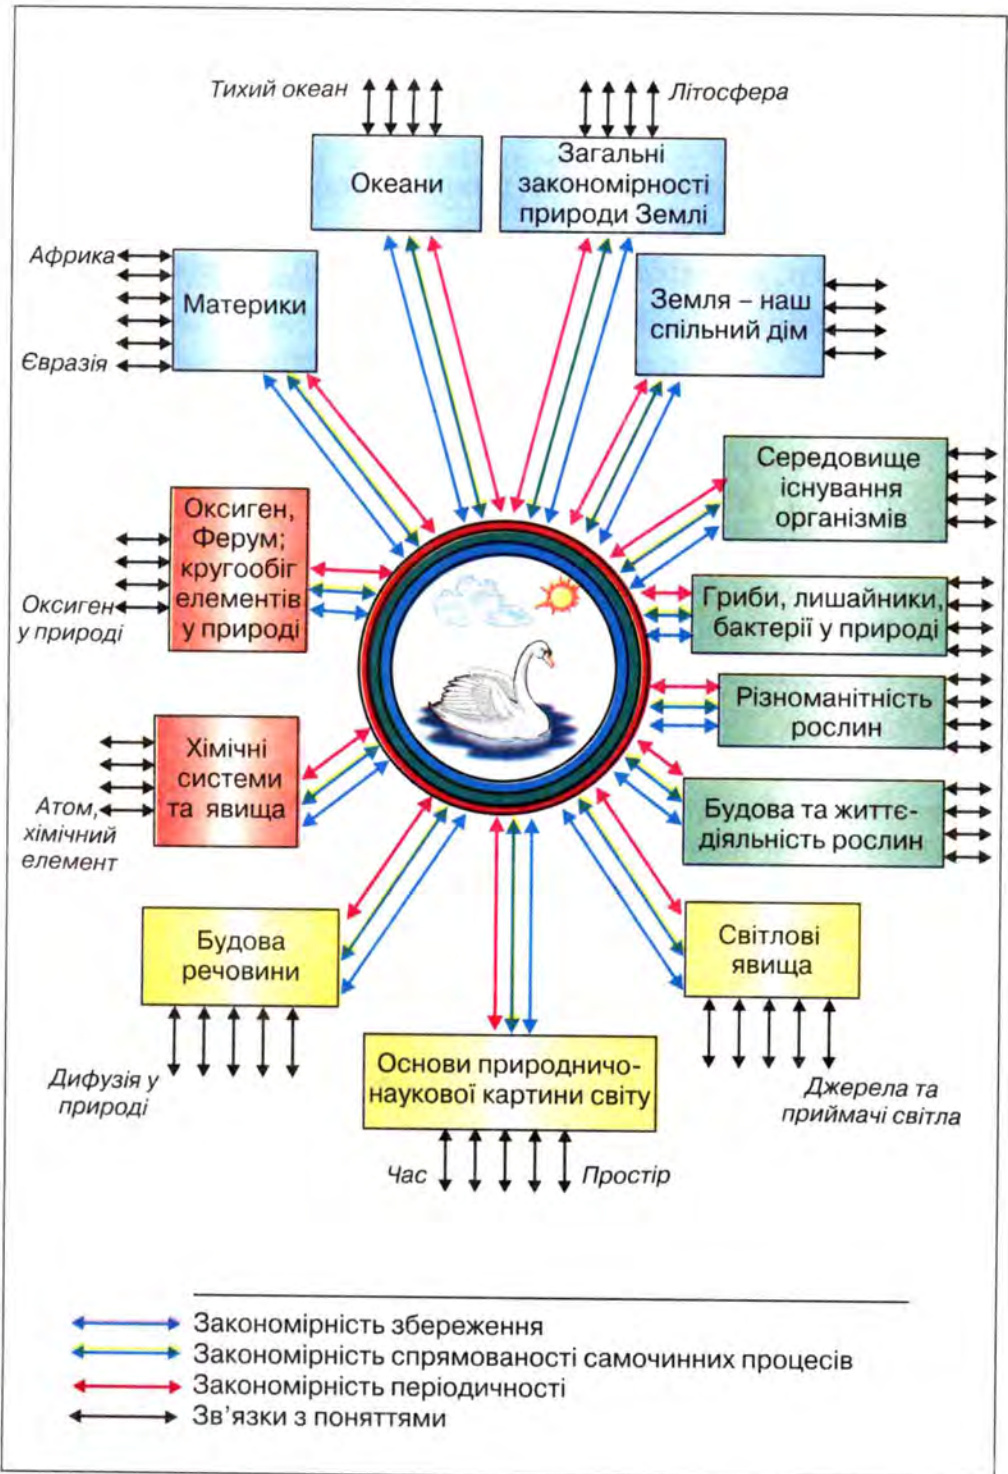 Тихий океан
Літосфера
Океани
Загальні
закономірності
природи Землі
Африка
Материки
Євразія
Земля – наш
спільний дім
Середовище
існування
організмів
Оксиген,
Ферум;
кругообіг
елементів
у природі
Оксиген
у природі
Гриби, лишайники,
бактерії у природі
Різноманітність
рослин
Хімічні
системи
та явища
Атом,
хімічний
елемент
Будова та життє-
діяльність рослин
Будова
речовини
Світлові
явища
Дифузія у
природі
Основи природничо-
наукової картини світу
Джерела та
приймачі світла
Час
Простір
Закономірність збереження
Закономірність спрямованості самочинних процесів
Закономірність періодичності
Зв'язки з поняттями